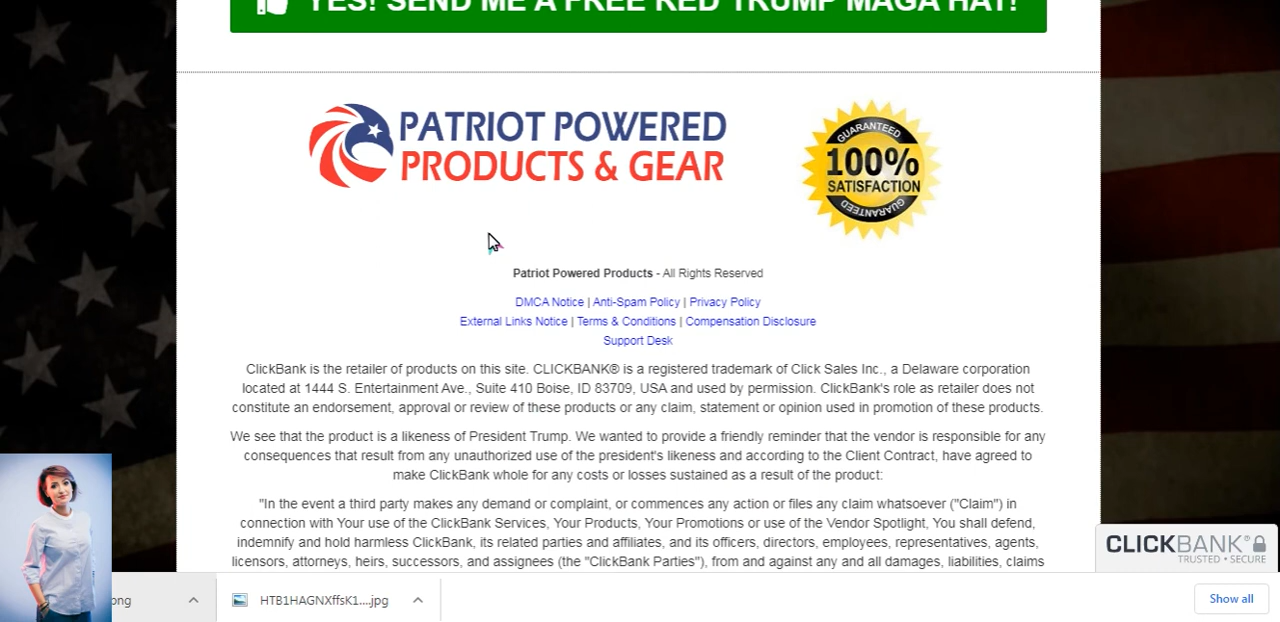 YES! SEND ME A FREE RED TRUMP MAGA HAT!
PATRIOT POWERED
PRODUCTS & GEAR
GUARANTEED
100%
SATISFACTION
GUARANTEED
Patriot Powered Products - All Rights Reserved
DMCA Notice | Anti-Spam Policy | Privacy Policy
External Links Notice | Terms & Conditions | Compensation Disclosure
Support Desk
ClickBank is the retailer of products on this site. CLICKBANK® is a registered trademark of Click Sales Inc., a Delaware corporation
located at 1444 S. Entertainment Ave., Suite 410 Boise, ID 83709, USA and used by permission. ClickBank's role as retailer does not
constitute an endorsement, approval or review of these products or any claim, statement or opinion used in promotion of these products.
We see that the product is a likeness of President Trump. We wanted to provide a friendly reminder that the vendor is responsible for any
consequences that result from any unauthorized use of the president's likeness and according to the Client Contract, have agreed to
make ClickBank whole for any costs or losses sustained as a result of the product:
"In the event a third party makes any demand or complaint, or commences any action or files any claim whatsoever ("Claim") in
connection with Your use of the ClickBank Services, Your Products, Your Promotions or use of the Vendor Spotlight, You shall defend,
indemnify and hold harmless ClickBank, its related parties and affiliates, and its officers, directors, employees, representatives, agents,
licensors, attorneys, heirs, successors, and assignees (the "ClickBank Parties"), from and against any and all damages, liabilities, claims
CLICKBANK®
TRUSTED • SECURE
ong
HTB1HAGNXffsK1....jpg
Show all